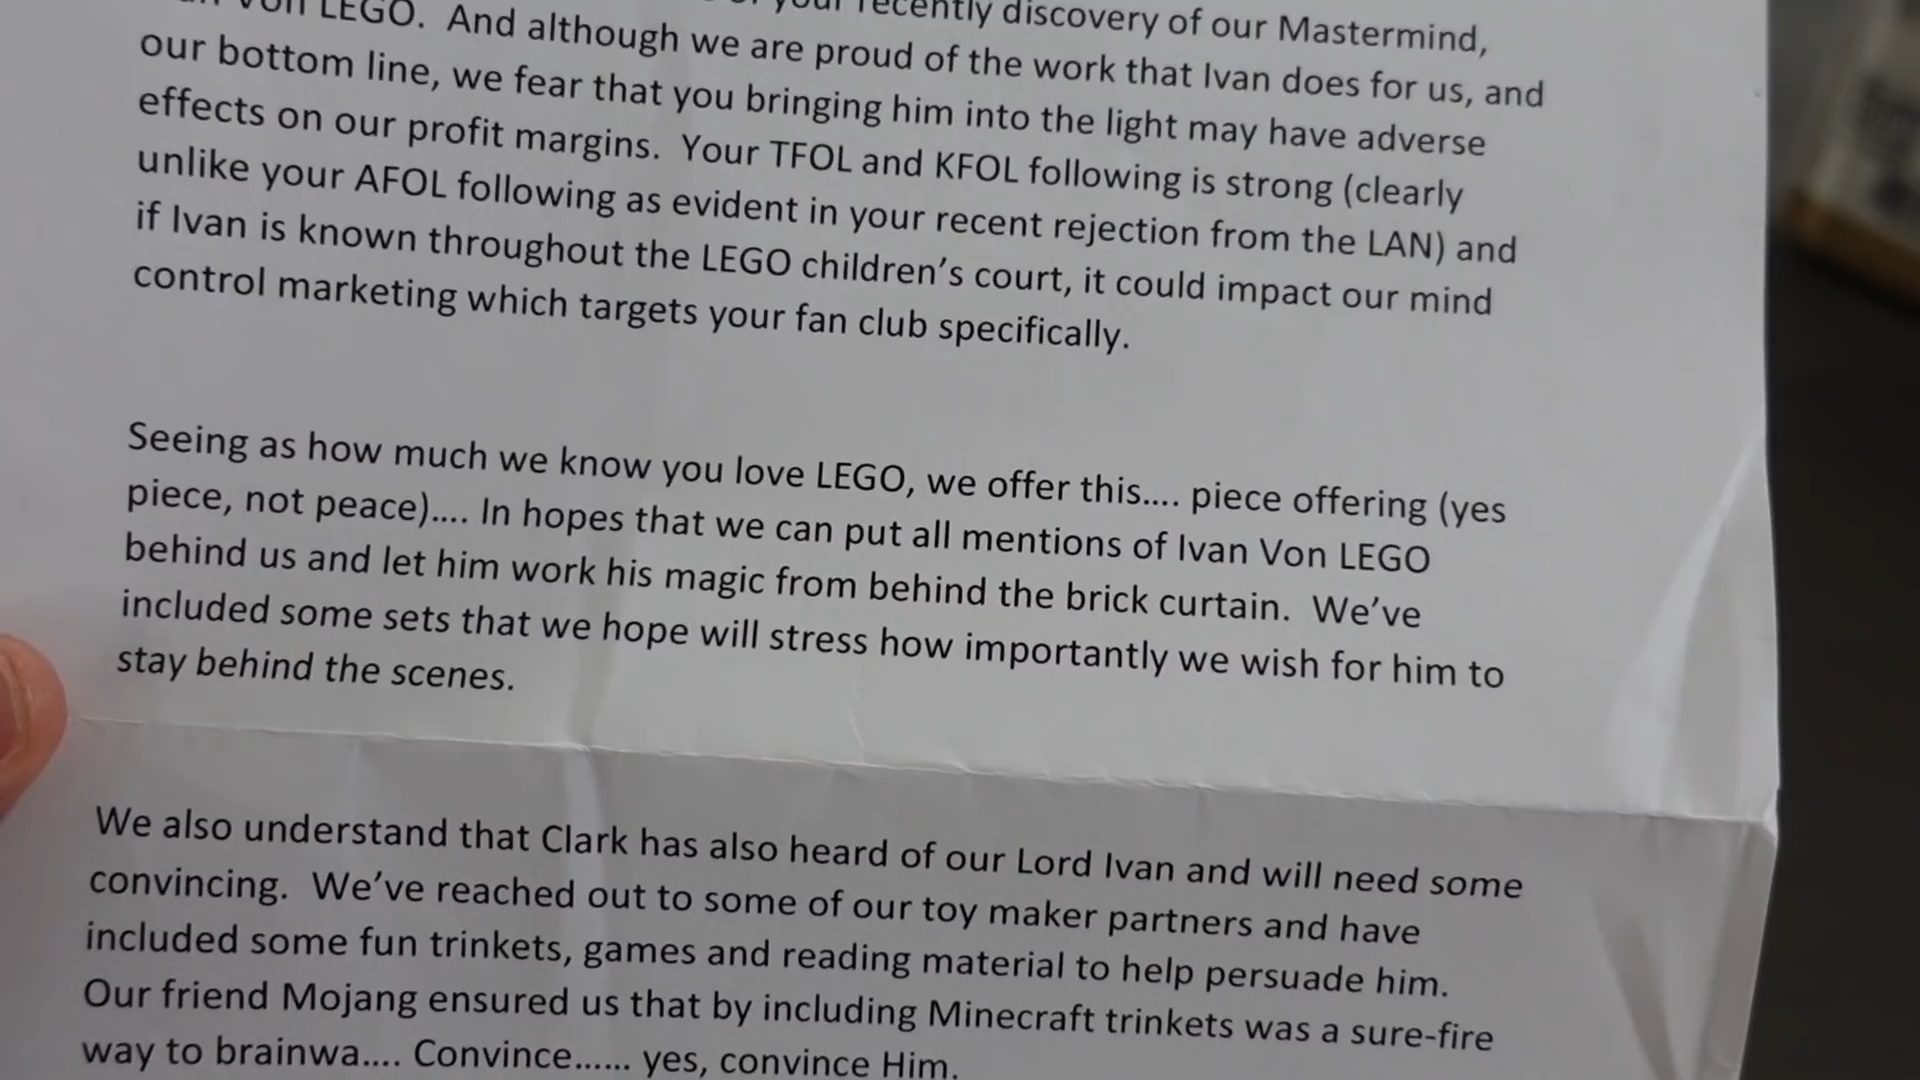 Von LEGO. And although we are proud of the work that Ivan does for us, and
your recently discovery of our Mastermind,
our bottom line, we fear that you bringing him into the light may have adverse
effects on our profit margins. Your TFOL and KFOL following is strong (clearly
unlike your AFOL following as evident in your recent rejection from the LAN) and
if Ivan is known throughout the LEGO children's court, it could impact our mind
control marketing which targets your fan club specifically.
Seeing as how much we know you love LEGO, we offer this.... piece offering (yes
piece, not peace).... In hopes that we can put all mentions of Ivan Von LEGO
behind us and let him work his magic from behind the brick curtain. We've
included some sets that we hope will stress how importantly we wish for him to
stay behind the scenes.
We also understand that Clark has also heard of our Lord Ivan and will need some
convincing. We've reached out to some of our toy maker partners and have
included some fun trinkets, games and reading material to help persuade him.
Our friend Mojang ensured us that by including Minecraft trinkets was a sure-fire
way to brainwa.... Convince...... yes, convince Him.